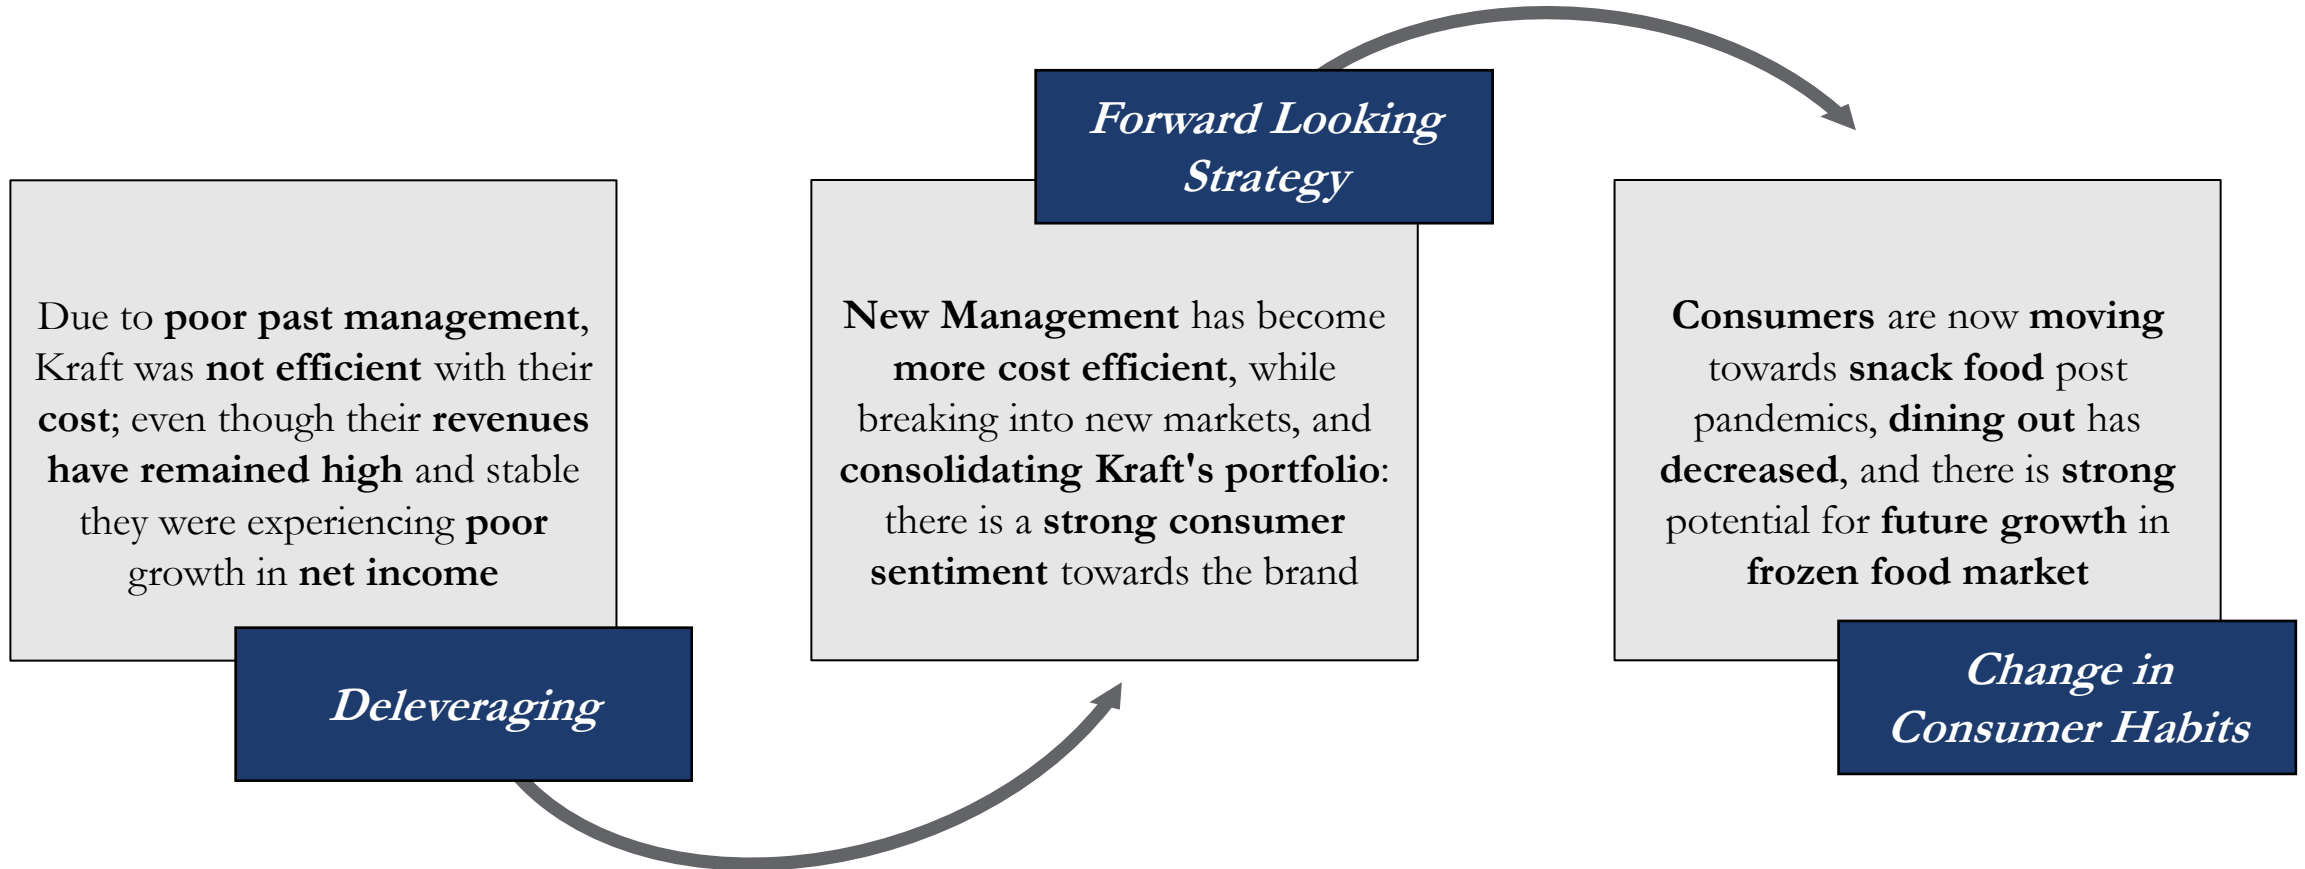 Due to poor past management,
Kraft was not efficient with their
cost; even though their revenues
have remained high and stable
they were experiencing poor
growth in net income
Deleveraging
Forward Looking
Strategy
New Management has become
more cost efficient, while
breaking into new markets, and
consolidating Kraft's portfolio:
there is a strong consumer
sentiment towards the brand
Consumers are now moving
towards snack food post
pandemics, dining out has
decreased, and there is strong
potential for future growth in
frozen food market
Change in
Consumer Habits